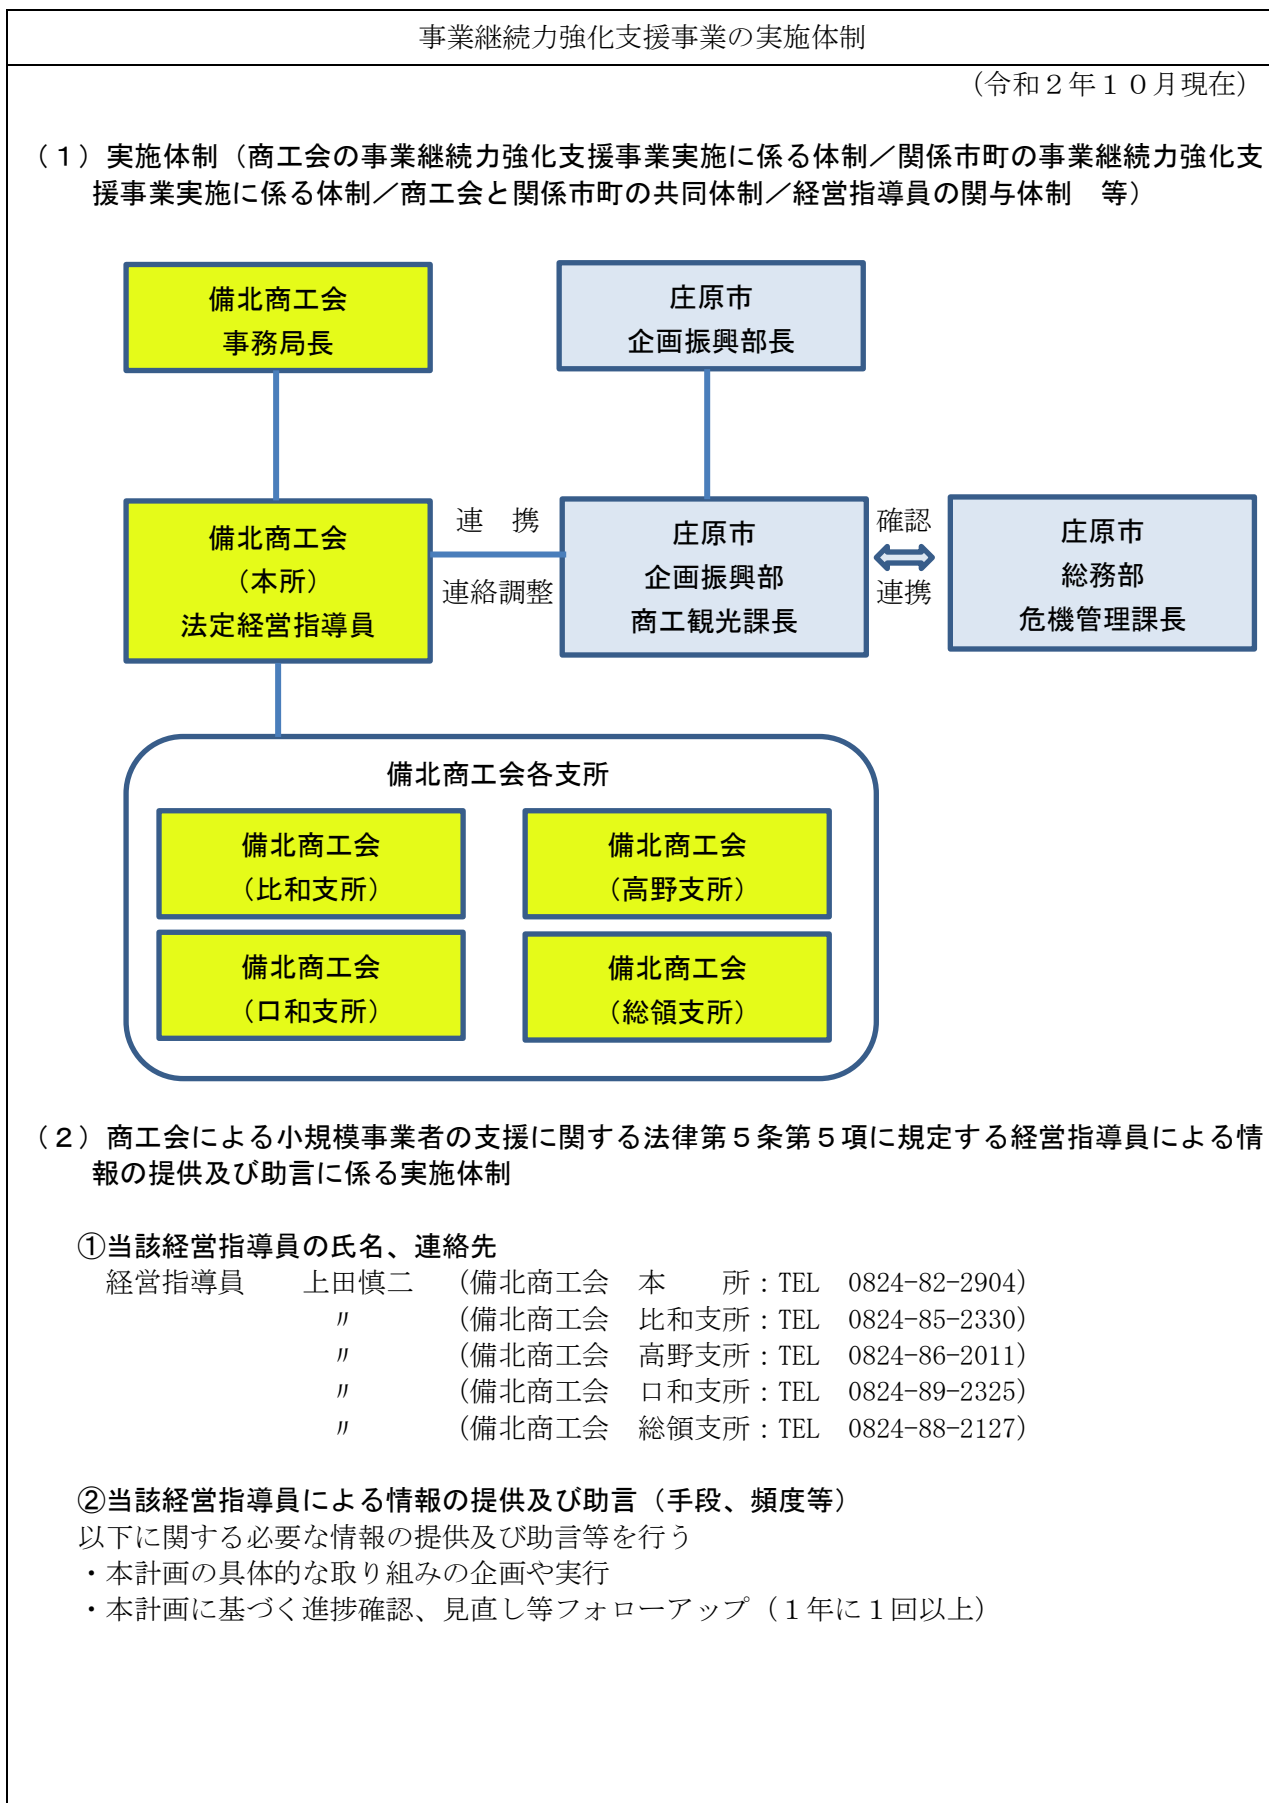 事業継続力強化支援事業の実施体制
（令和２年１０月現在）
（１）実施体制（商工会の事業継続力強化支援事業実施に係る体制／関係市町の事業継続力強化支
援事業実施に係る体制／商工会と関係市町の共同体制／経営指導員の関与体制　等）
備北商工会
事務局長
庄原市
企画振興部長
備北商工会
（本所）
法定経営指導員
連　携
連絡調整
庄原市
企画振興部
商工観光課長
確認
連携
庄原市
総務部
危機管理課長
備北商工会各支所
備北商工会
（比和支所）
備北商工会
（高野支所）
備北商工会
（口和支所）
備北商工会
（総領支所）
（２）商工会による小規模事業者の支援に関する法律第５条第５項に規定する経営指導員による情
報の提供及び助言に係る実施体制
①当該経営指導員の氏名、連絡先
経営指導員　　上田慎二　（備北商工会　本　　所：TEL　0824-82-2904）
〃　　　（備北商工会　比和支所：TEL　0824-85-2330）
〃　　　（備北商工会　高野支所：TEL　0824-86-2011）
〃　　　（備北商工会　口和支所：TEL　0824-89-2325）
〃　　　（備北商工会　総領支所：TEL　0824-88-2127）
②当該経営指導員による情報の提供及び助言（手段、頻度等）
以下に関する必要な情報の提供及び助言等を行う
・本計画の具体的な取り組みの企画や実行
・本計画に基づく進捗確認、見直し等フォローアップ（１年に１回以上）